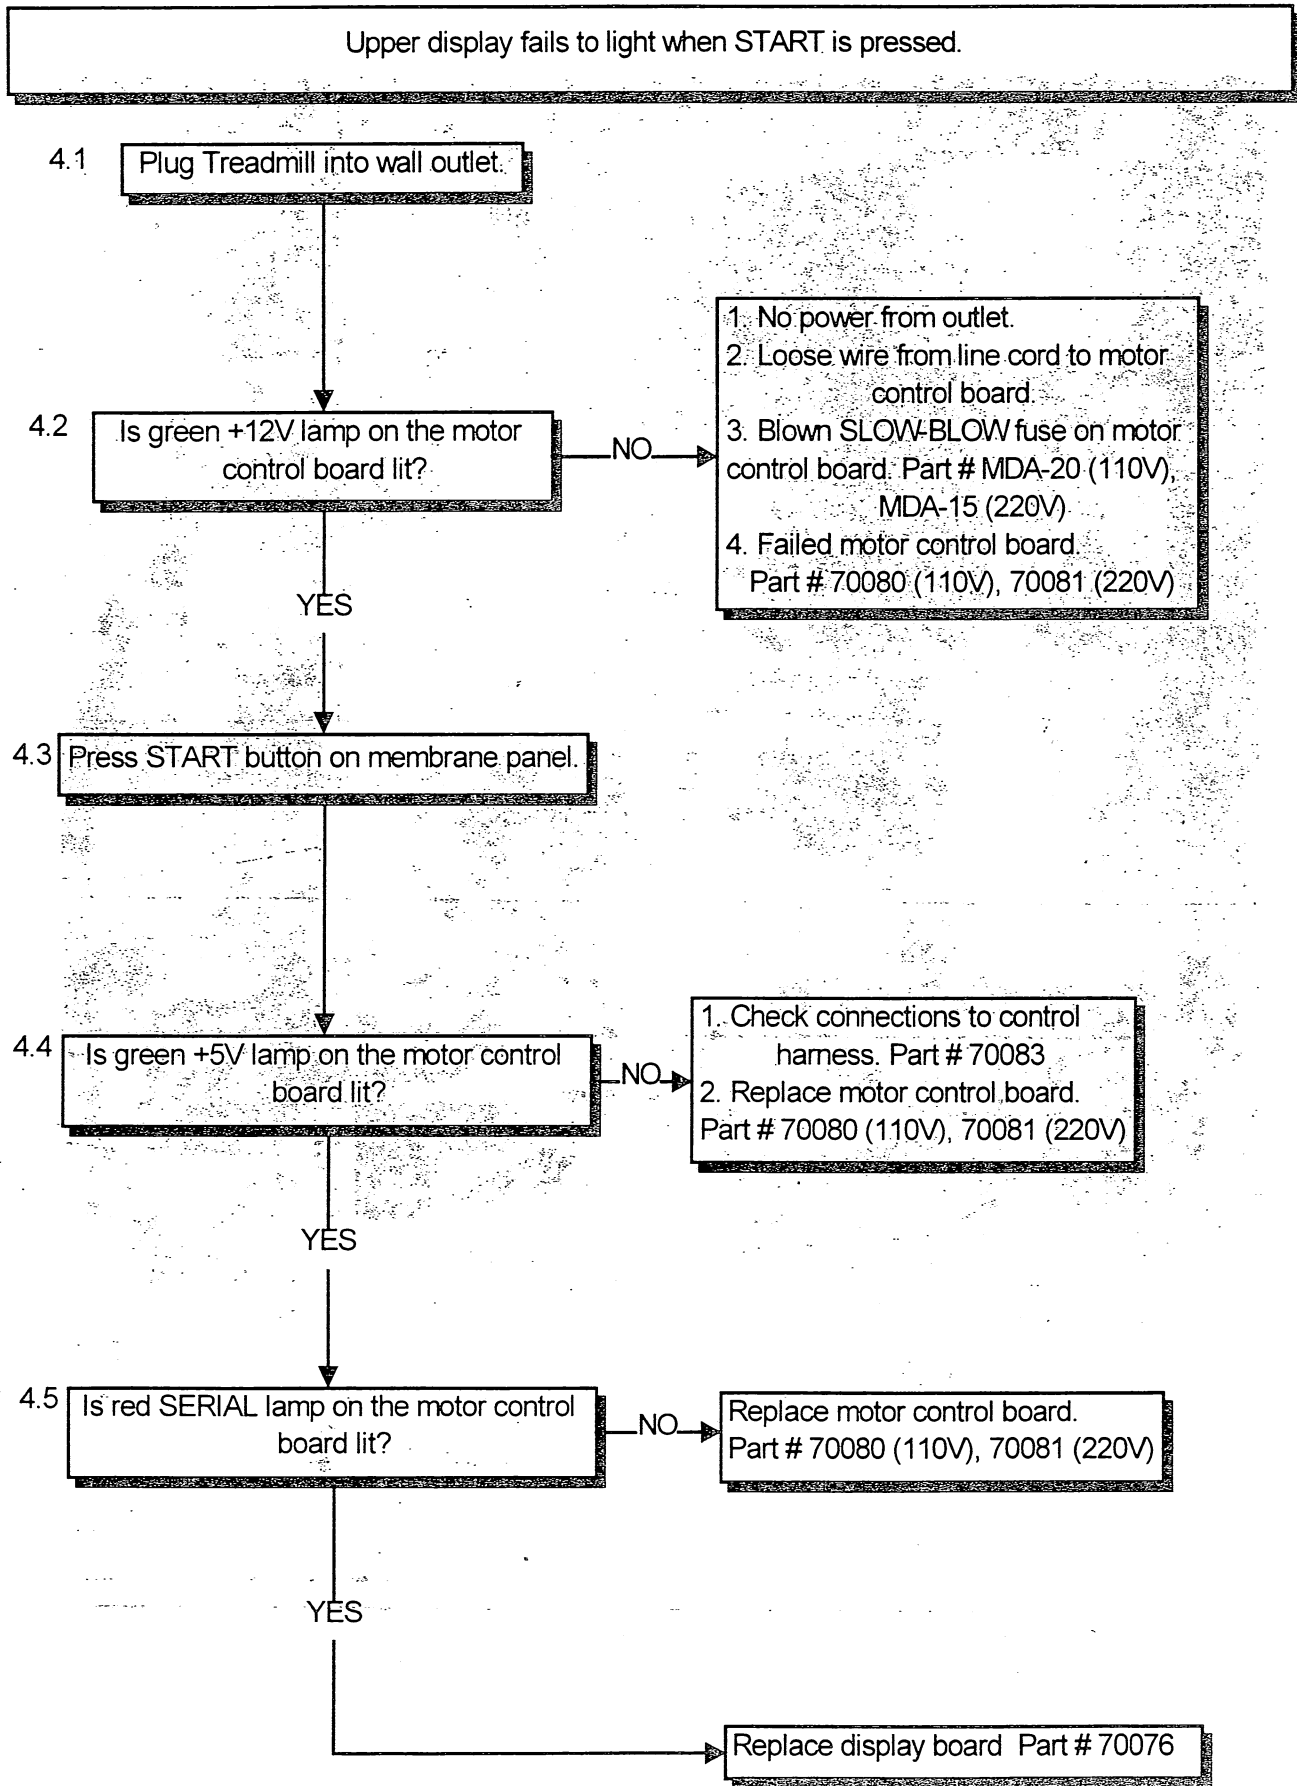 Upper display fails to light when START is pressed.
4.1
Plug Treadmill into wall outlet.
4.2
Is green +12V lamp on the motor
control board lit?
NO
1. No power from outlet.
2. Loose wire from line cord to motor
control board.
3. Blown SLOW-BLOW fuse on motor
control board. Part # MDA-20 (110V),
MDA-15 (220V)
4. Failed motor control board.
Part # 70080 (110V), 70081 (220V)
YES
4.3
Press START button on membrane panel.
4.4
Is green +5V lamp on the motor control
board lit?
NO
1. Check connections to control
harness. Part # 70083
2. Replace motor control board.
Part # 70080 (110V), 70081 (220V)
YES
4.5
Is red SERIAL lamp on the motor control
board lit?
NO
Replace motor control board.
Part # 70080 (110V), 70081 (220V)
YES
Replace display board Part # 70076